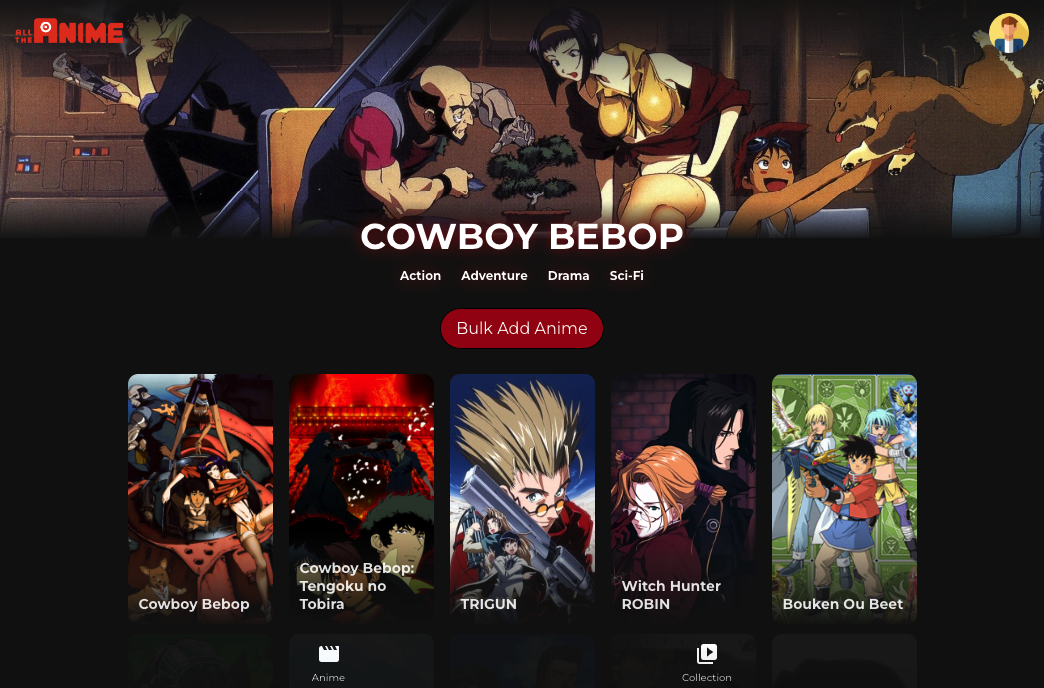 ALL THE ANIME
COWBOY BEBOP
Action Adventure Drama Sci-Fi
Bulk Add Anime
Cowboy Bebop
Cowboy Bebop:
Tengoku no
Tobira
TRIGUN
Witch Hunter
ROBIN
Bouken Ou Beet
Anime
Collection